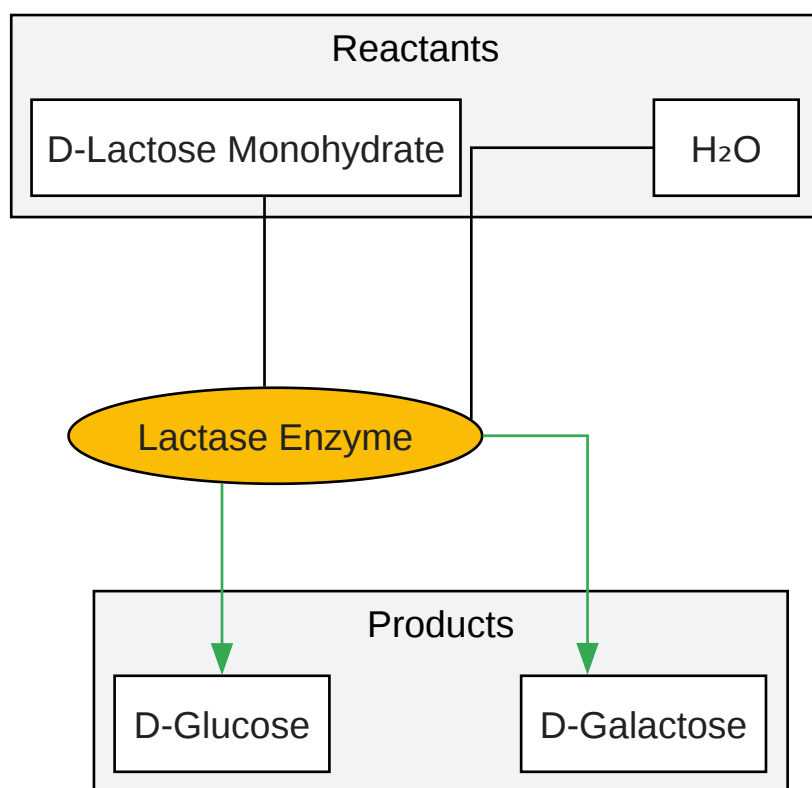 Reactants
D-Lactose Monohydrate
H₂O
Lactase Enzyme
Products
D-Glucose
D-Galactose